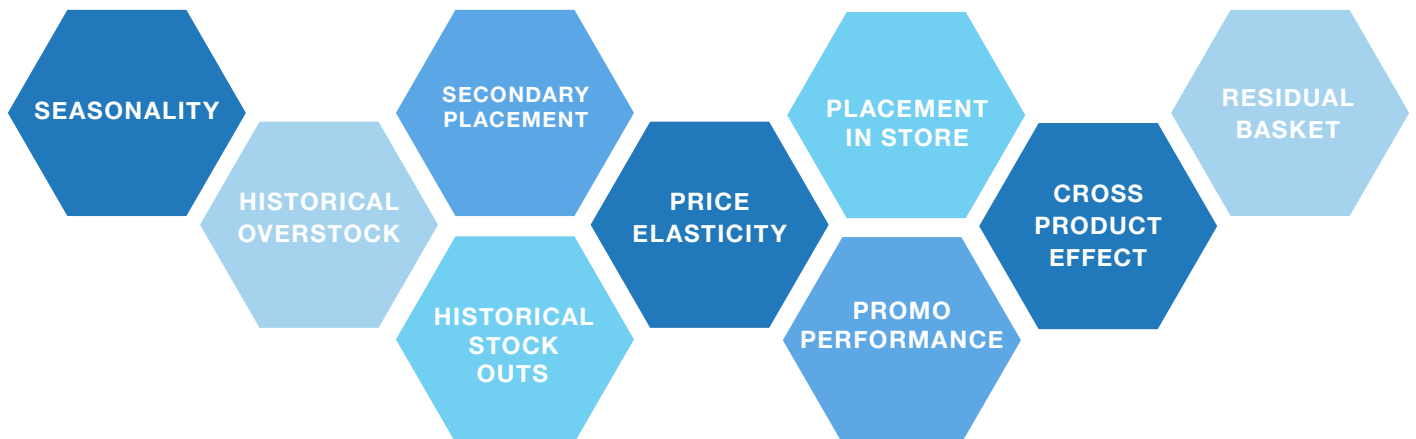 SEASONALITY
HISTORICAL
OVERSTOCK
SECONDARY
PLACEMENT
HISTORICAL
STOCK
OUTS
PRICE
ELASTICITY
PLACEMENT
IN STORE
PROMO
PERFORMANCE
CROSS
PRODUCT
EFFECT
RESIDUAL
BASKET